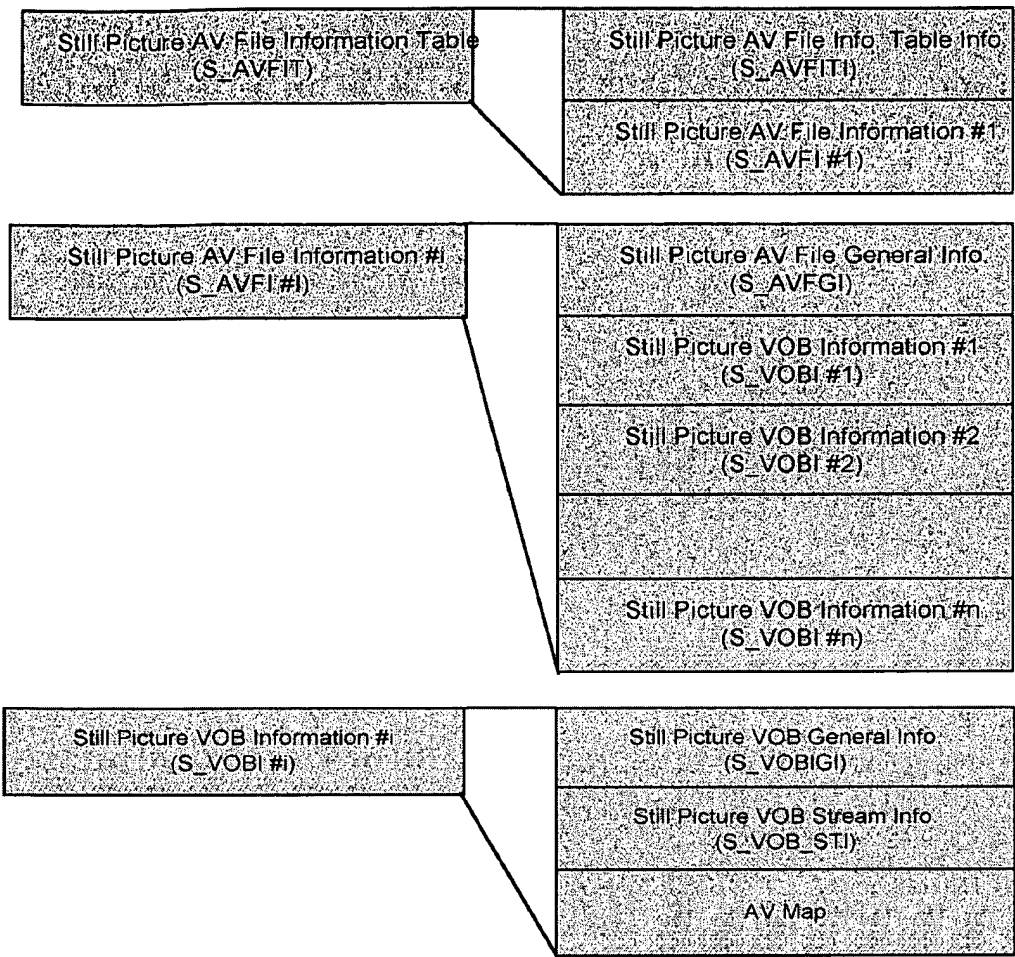 Still Picture AV File Information Table
(S_AVFIT)
Still Picture AV File Info. Table Info.
(S_AVFITI)
Still Picture AV File Information #1
(S_AVFI #1)
Still Picture AV File Information #i
(S_AVFI #I)
Still Picture AV File General Info.
(S_AVFGI)
Still Picture VOB Information #1
(S_VOBI #1)
Still Picture VOB Information #2
(S_VOBI #2)
Still Picture VOB Information #n
(S_VOBI #n)
Still Picture VOB Information #i
(S_VOBI #i)
Still Picture VOB General Info.
(S_VOBIGI)
Still Picture VOB Stream Info
(S_VOB_STI)
AV Map